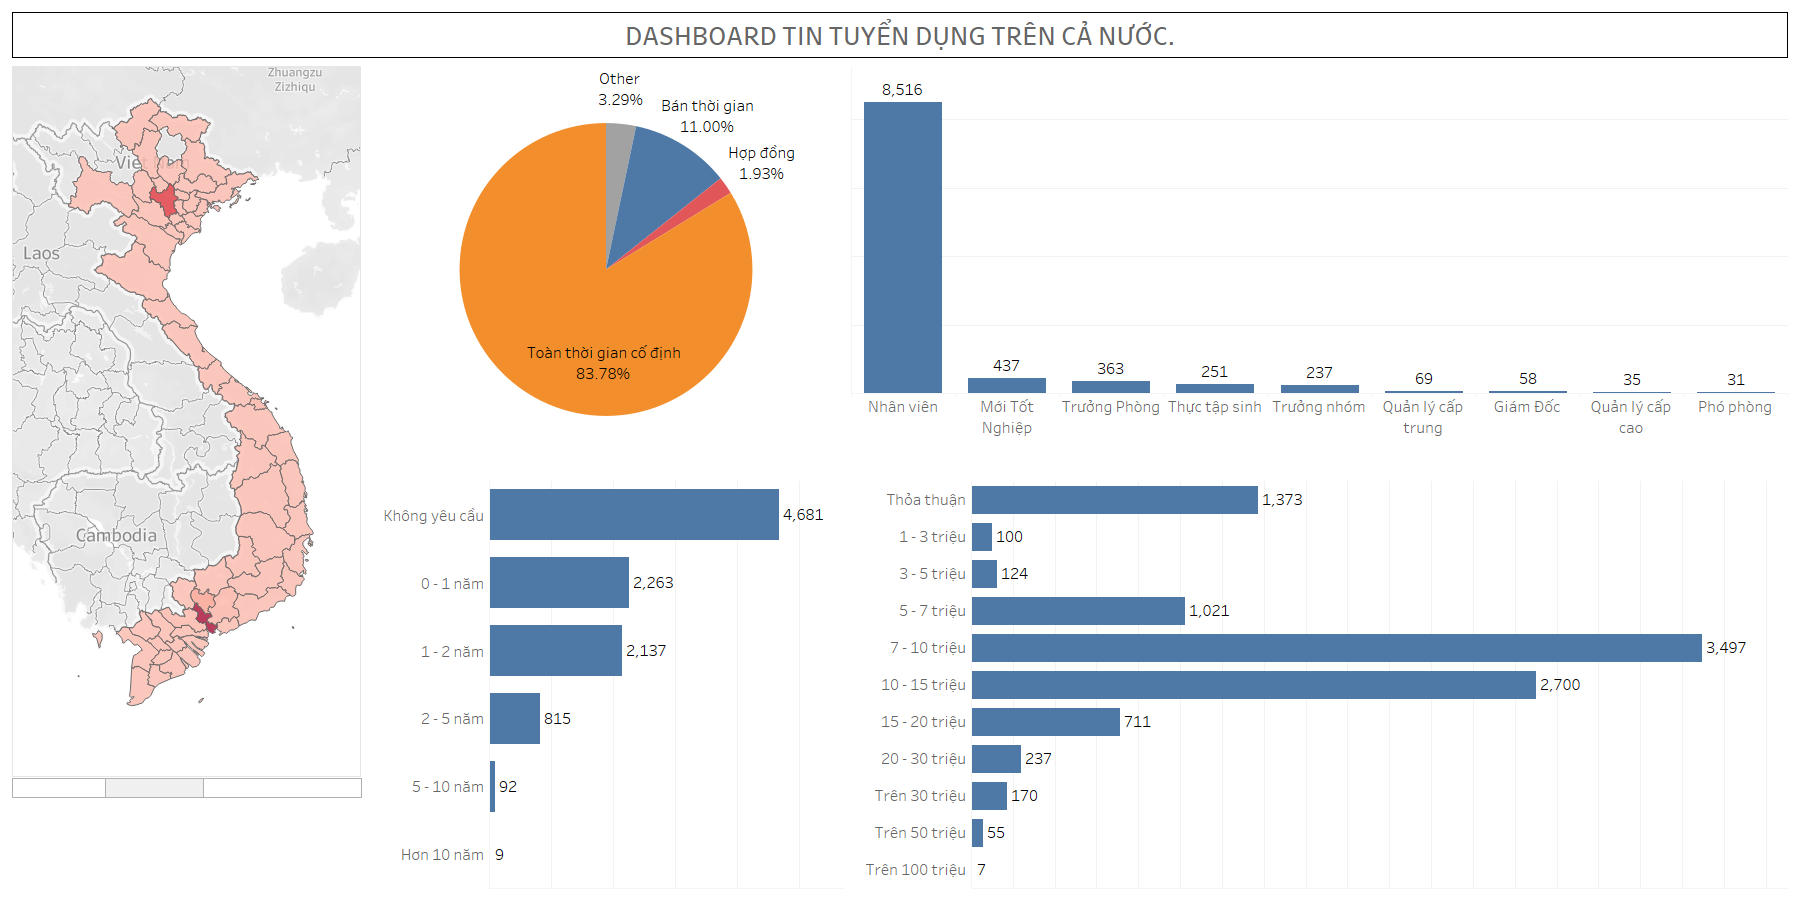 DASHBOARD TIN TUYỂN DỤNG TRÊN CẢ NƯỚC.
Zhuangzu
Zizhiqu
Vietnam
Laos
Cambodia
Other
3.29%
Bán thời gian
11.00%
Hợp đồng
1.93%
Toàn thời gian cố định
83.78%
8,516
437
363
251
237
69
58
35
31
Nhân viên
Mới Tốt
Nghiệp
Trưởng Phòng
Thực tập sinh
Trưởng nhóm
Quản lý cấp
trung
Giám Đốc
Quản lý cấp
cao
Phó phòng
Không yêu cầu 4,681
0 - 1 năm 2,263
1 - 2 năm 2,137
2 - 5 năm 815
5 - 10 năm 92
Hơn 10 năm 9
Thỏa thuận 1,373
1 - 3 triệu 100
3 - 5 triệu 124
5 - 7 triệu 1,021
7 - 10 triệu 3,497
10 - 15 triệu 2,700
15 - 20 triệu 711
20 - 30 triệu 237
Trên 30 triệu 170
Trên 50 triệu 55
Trên 100 triệu 7